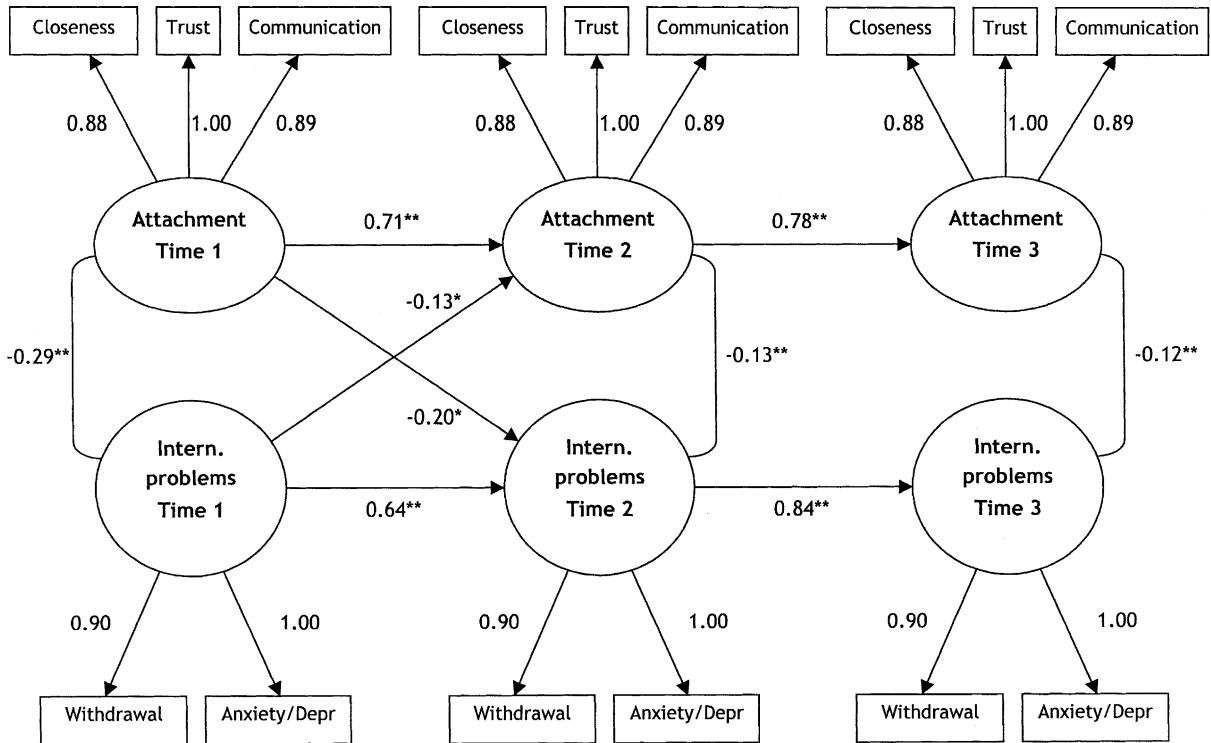 Closeness Trust Communication Closeness Trust Communication Closeness Trust Communication
0.88 1.00 0.89 0.88 1.00 0.89 0.88 1.00 0.89
Attachment
Time 1
0.71**
Attachment
Time 2
0.78**
Attachment
Time 3
-0.13*
-0.29**
-0.13**
-0.12**
-0.20*
Intern.
problems
Time 1
0.64**
Intern.
problems
Time 2
0.84**
Intern.
problems
Time 3
0.90 1.00 0.90 1.00 0.90 1.00
Withdrawal Anxiety/Depr Withdrawal Anxiety/Depr Withdrawal Anxiety/Depr